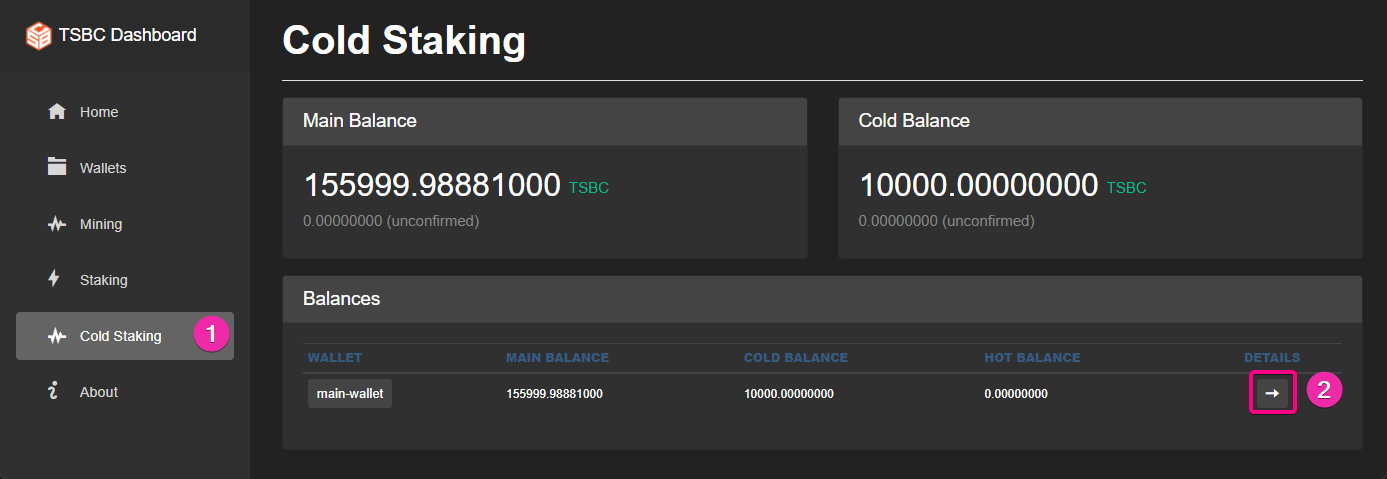 TSBC Dashboard
Home
Wallets
Mining
Staking
Cold Staking 1
About
Cold Staking
Main Balance
155999.98881000 TSBC
0.00000000 (unconfirmed)
Cold Balance
10000.00000000 TSBC
0.00000000 (unconfirmed)
Balances
WALLET MAIN BALANCE COLD BALANCE HOT BALANCE DETAILS
main-wallet 155999.98881000 10000.00000000 0.00000000 → 2